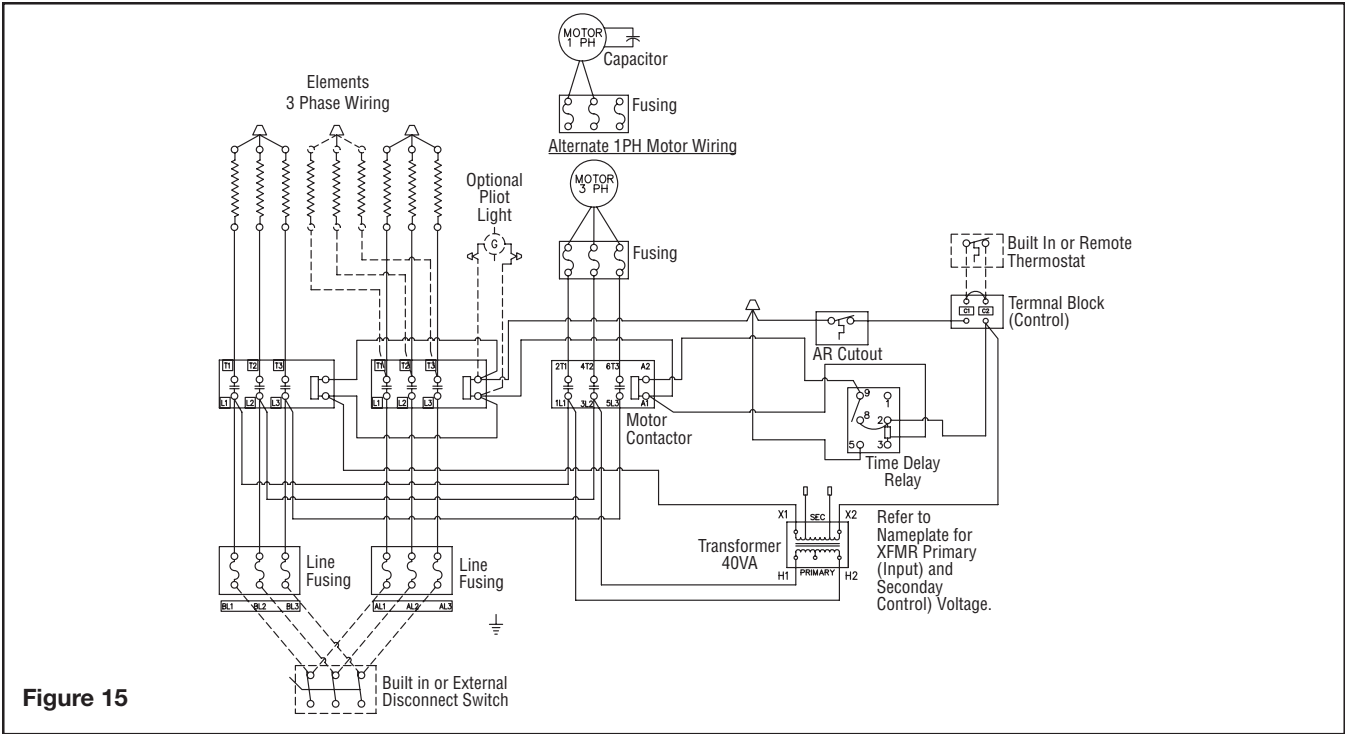 MOTOR
1 PH
Capacitor
Fusing
Alternate 1PH Motor Wiring
Elements
3 Phase Wiring
Optional
Pliot
Light
G
MOTOR
3 PH
Fusing
Built In or Remote
Thermostat
C1 C2
Termnal Block
(Control)
AR Cutout
T1 T2 T3
T1 T2 T3
2T1 4T2 6T3 A2
L1 L2 L3
L1 L2 L3
1L1 3L2 5L3 A1
Motor
Contactor
9 1
8 2
5 3
Time Delay
Relay
X1 SEC X2
Transformer
40VA
H1 PRIMARY H2
Refer to
Nameplate for
XFMR Primary
(Input) and
Seconday
Control) Voltage.
Line
Fusing
Line
Fusing
BL1 BL2 BL3
AL1 AL2 AL3
Built in or External
Disconnect Switch
Figure 15